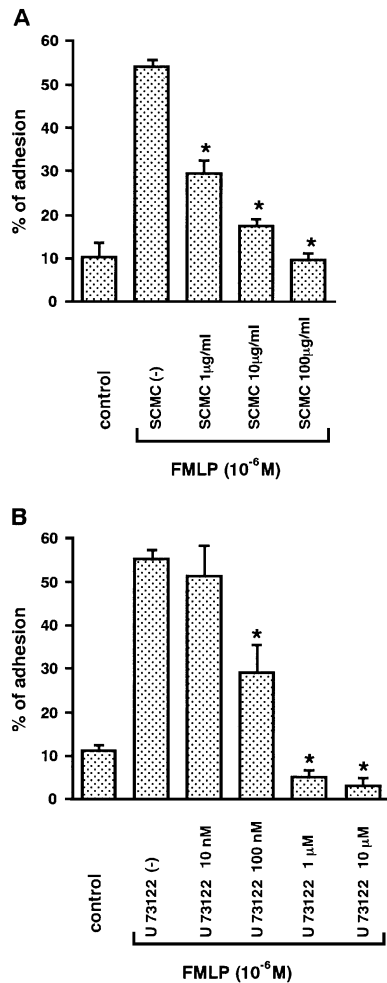 A
60
50
40
30
20
10
0
% of adhesion
*
*
*
control
SCMC (-)
SCMC 1µg/ml
SCMC 10µg/ml
SCMC 100µg/ml
FMLP (10⁻⁶M)
B
60
50
40
30
20
10
0
% of adhesion
*
*
*
control
U 73122 (-)
U 73122 10 nM
U 73122 100 nM
U 73122 1 µM
U 73122 10 µM
FMLP (10⁻⁶M)